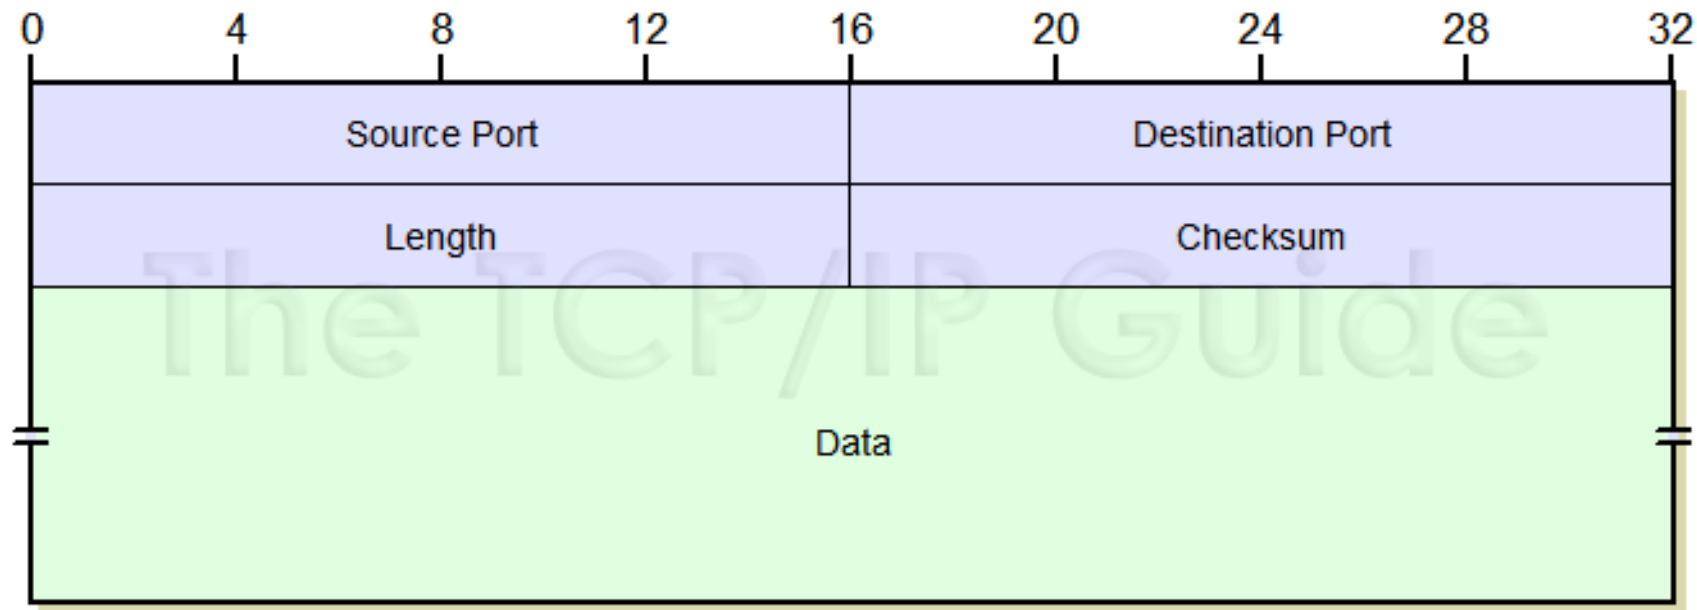 0 4 8 12 16 20 24 28 32
Source Port Destination Port
Length Checksum
The TCP/IP Guide
Data